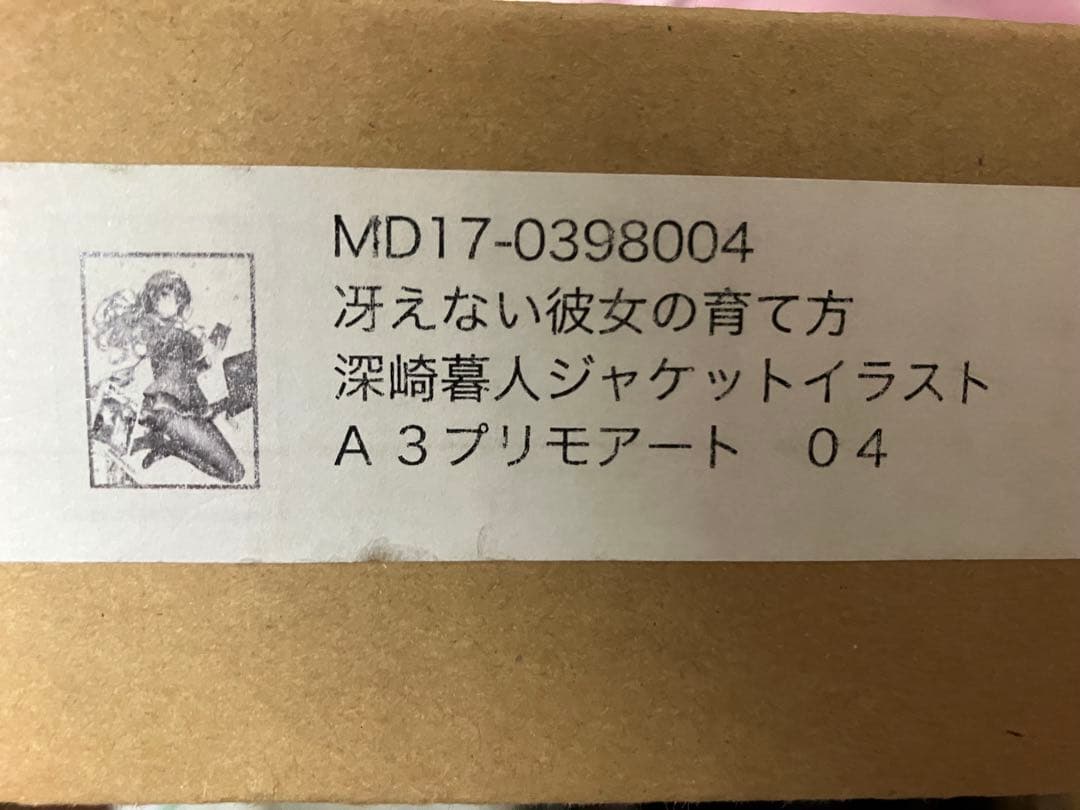 MD17-0398004
冴えない彼女の育て方
深崎暮人ジャケットイラスト
A3プリモアート 04